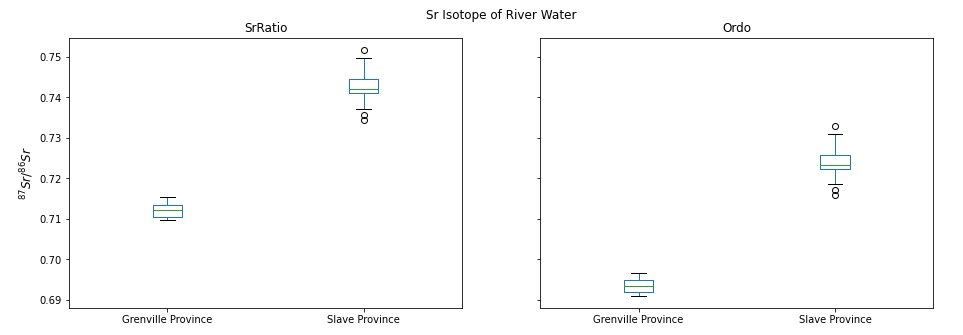 Sr Isotope of River Water
SrRatio
Ordo
⁸⁷Sr/⁸⁶Sr
0.75
0.74
0.73
0.72
0.71
0.70
0.69
Grenville Province
Slave Province
Grenville Province
Slave Province